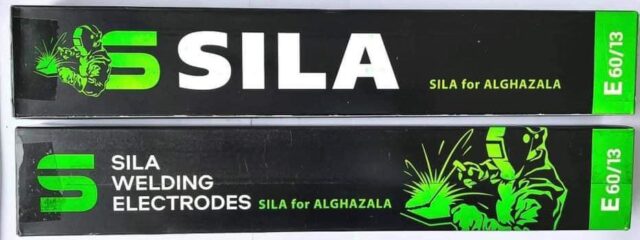 S SILA
SILA for ALGHAZALA
E 60/13
S
SILA
WELDING
ELECTRODES
SILA for ALGHAZALA
E 60/13